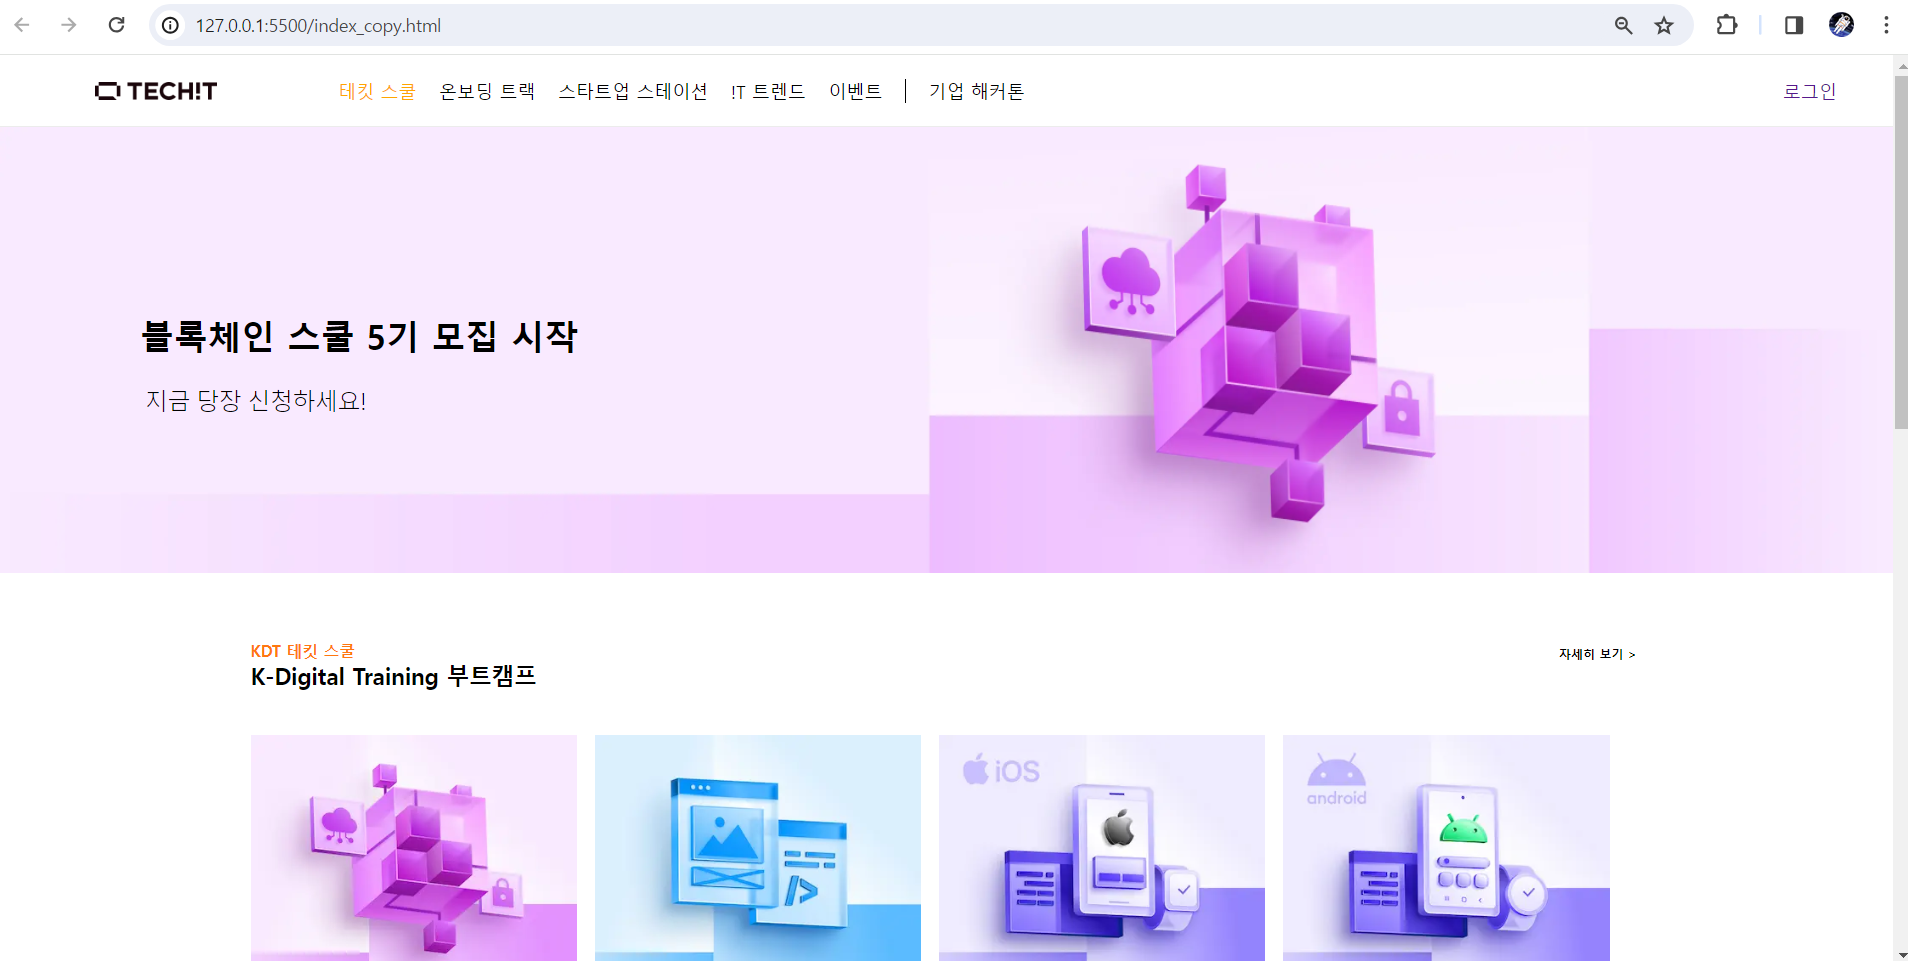 127.0.0.1:5500/index_copy.html
TECH!T
테킷 스쿨
온보딩 트랙
스타트업 스테이션
!T 트렌드
이벤트
기업 해커톤
로그인
블록체인 스쿨 5기 모집 시작
지금 당장 신청하세요!
KDT 테킷 스쿨
자세히 보기 >
K-Digital Training 부트캠프
iOS
android